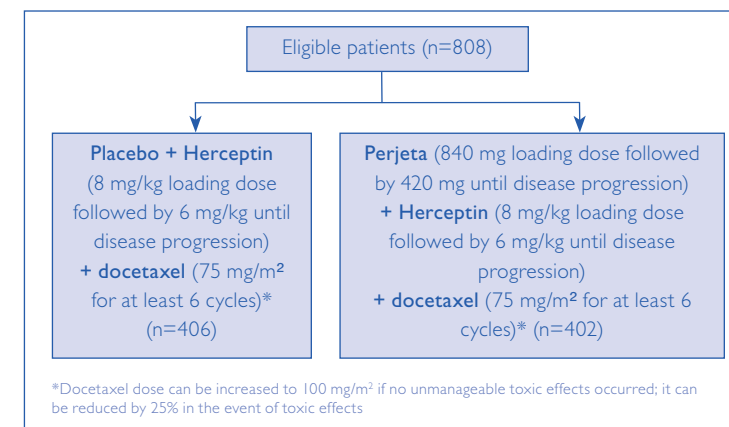 Eligible patients (n=808)
Placebo + Herceptin
(8 mg/kg loading dose
followed by 6 mg/kg until
disease progression)
+ docetaxel (75 mg/m²
for at least 6 cycles)*
(n=406)
Perjeta (840 mg loading dose followed
by 420 mg until disease progression)
+ Herceptin (8 mg/kg loading dose
followed by 6 mg/kg until disease
progression)
+ docetaxel (75 mg/m² for at least 6
cycles)* (n=402)
*Docetaxel dose can be increased to 100 mg/m² if no unmanageable toxic effects occurred; it can
be reduced by 25% in the event of toxic effects